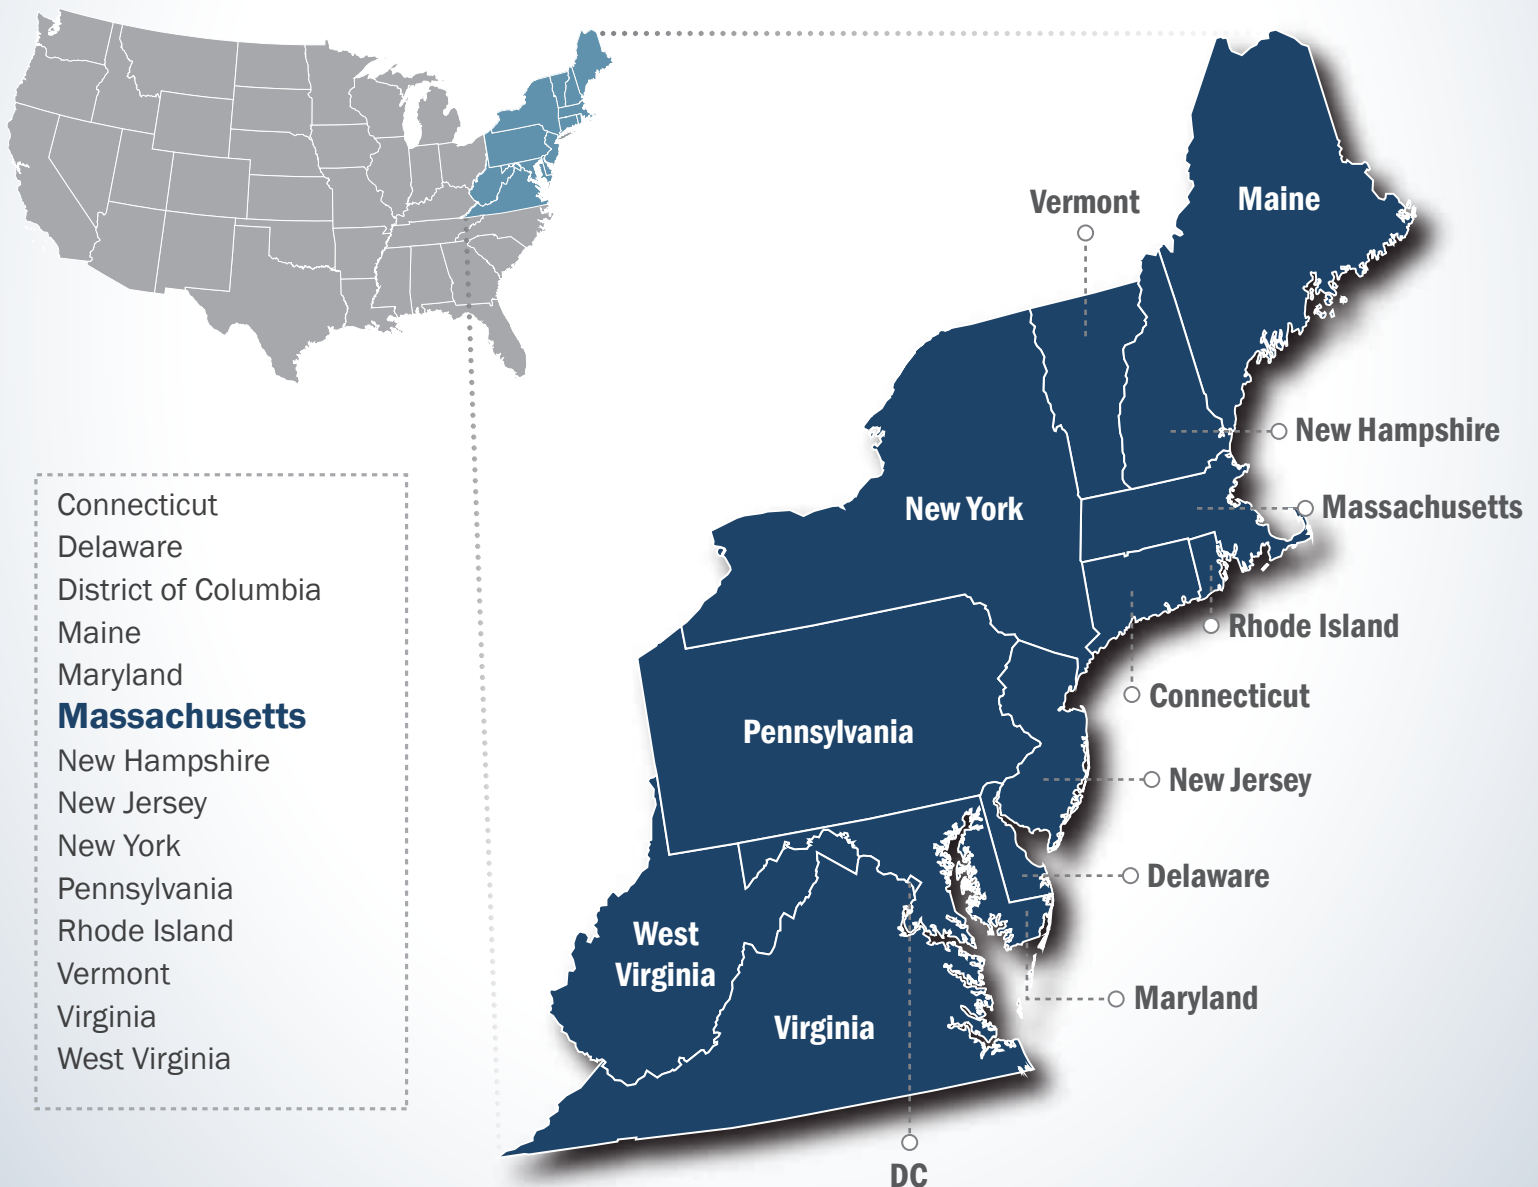 Connecticut
Delaware
District of Columbia
Maine
Maryland
Massachusetts
New Hampshire
New Jersey
New York
Pennsylvania
Rhode Island
Vermont
Virginia
West Virginia
Maine
Vermont
New Hampshire
New York
Massachusetts
Rhode Island
Connecticut
Pennsylvania
New Jersey
Delaware
West
Virginia
Maryland
Virginia
DC